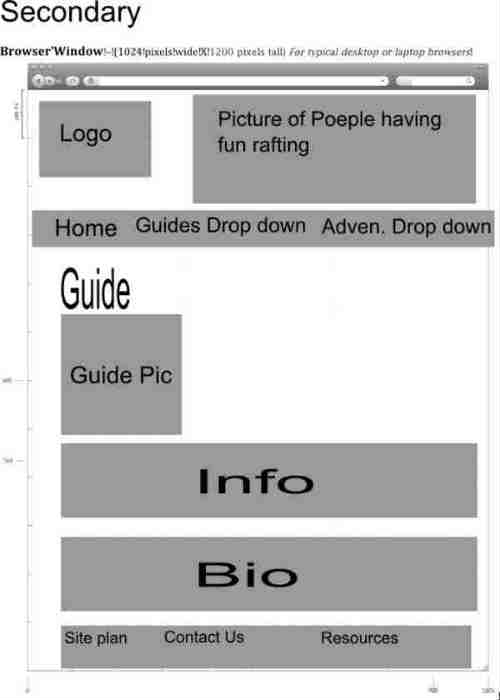 Secondary
Browser'Window!–![1024!pixels!wide!X!1200 pixels tall) For typical desktop or laptop browsers!
Logo
Picture of Poeple having
fun rafting
Home Guides Drop down Adven. Drop down
Guide
Guide Pic
Info
Bio
Site plan Contact Us Resources